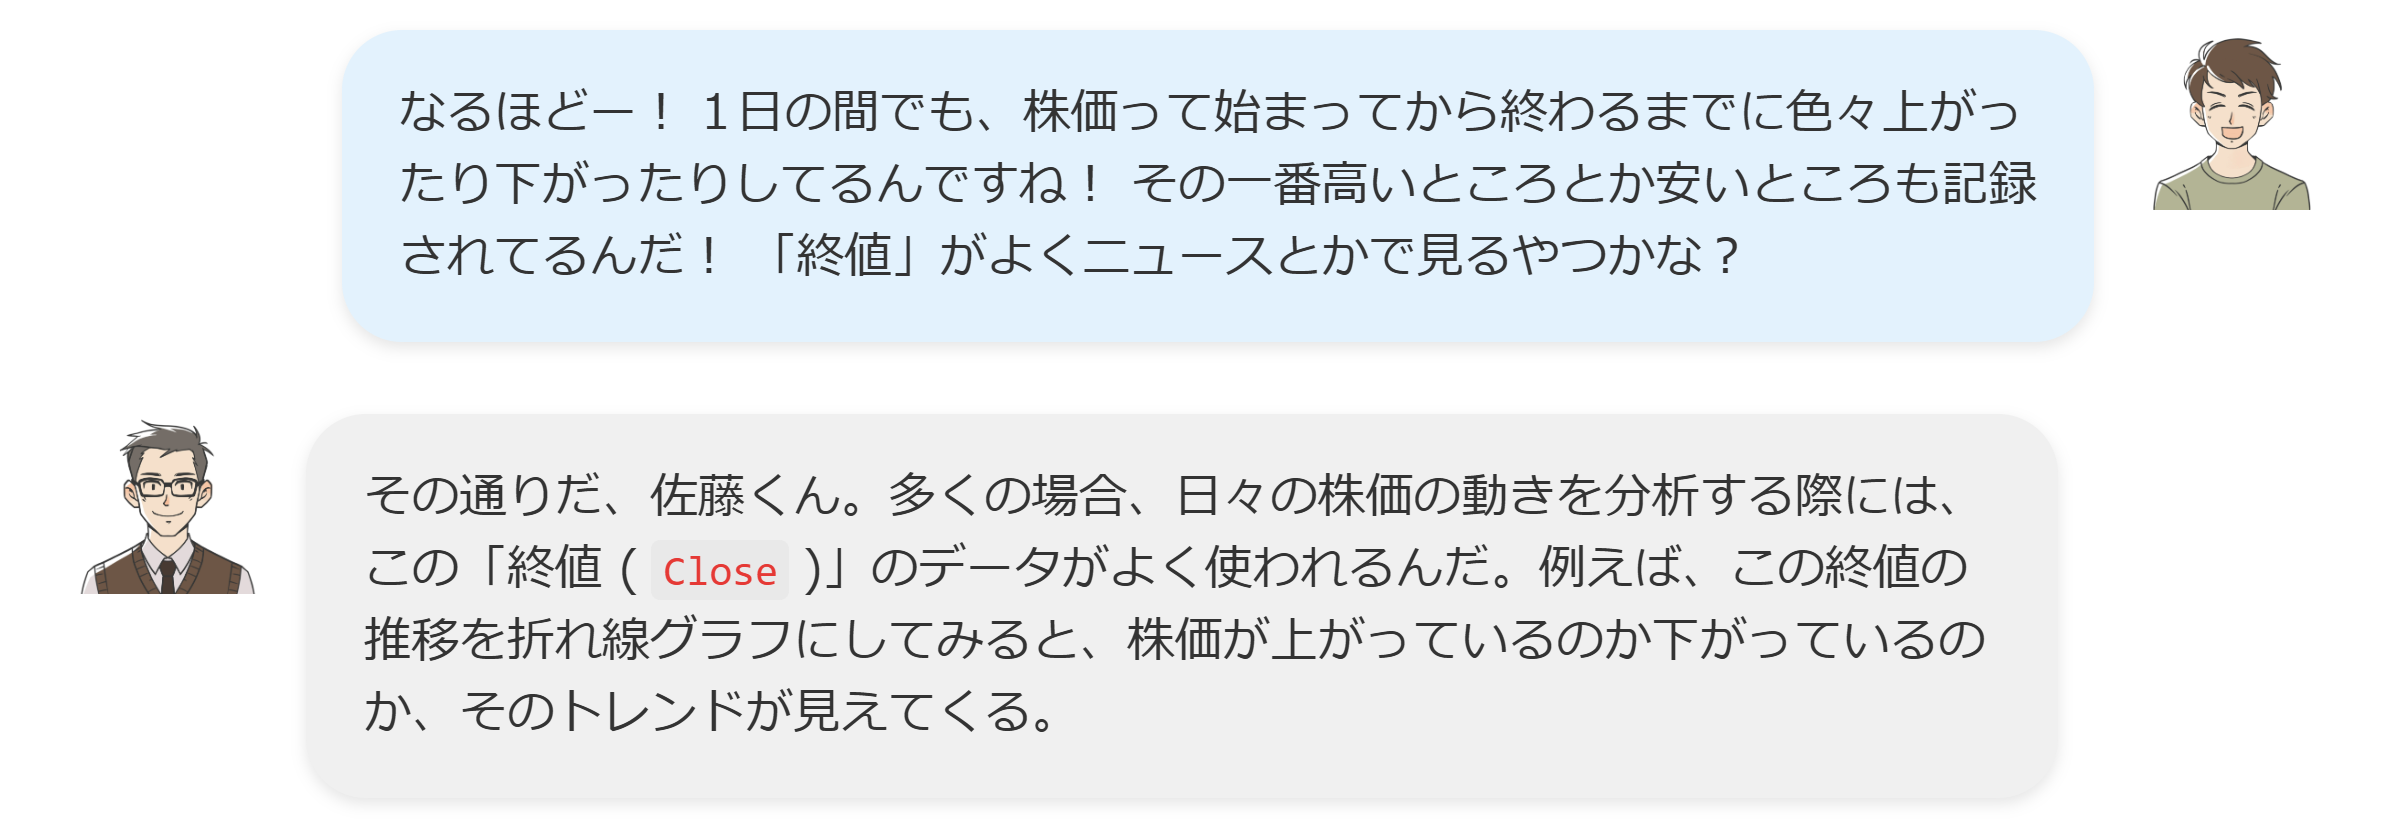 なるほどー！ １日の間でも、株価って始まってから終わるまでに色々上がっ
たり下がったりしてるんですね！ その一番高いところとか安いところも記録
されてるんだ！ 「終値」がよくニュースとかで見るやつかな？
その通りだ、佐藤くん。多くの場合、日々の株価の動きを分析する際には、
この「終値 ( Close )」のデータがよく使われるんだ。例えば、この終値の
推移を折れ線グラフにしてみると、株価が上がっているのか下がっているの
か、そのトレンドが見えてくる。